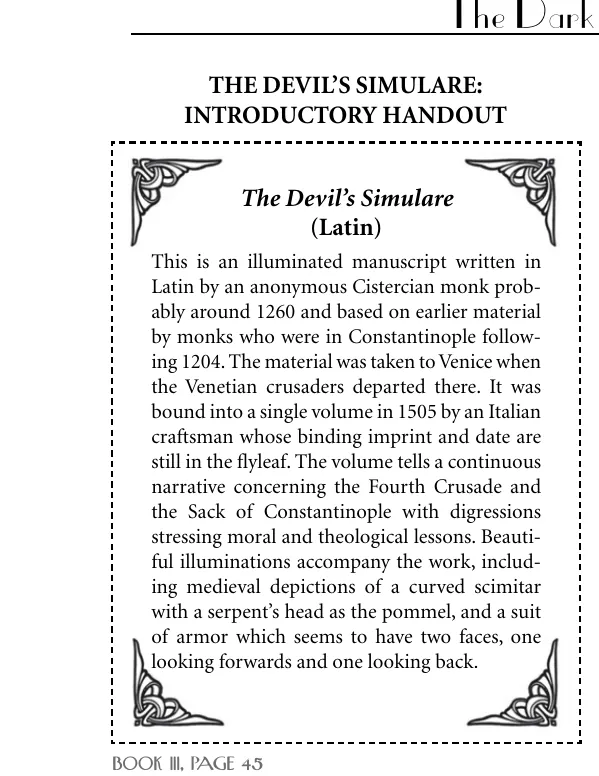 The Dark
THE DEVIL'S SIMULARE:
INTRODUCTORY HANDOUT
The Devil's Simulare
(Latin)
This is an illuminated manuscript written in
Latin by an anonymous Cistercian monk prob-
ably around 1260 and based on earlier material
by monks who were in Constantinople follow-
ing 1204. The material was taken to Venice when
the Venetian crusaders departed there. It was
bound into a single volume in 1505 by an Italian
craftsman whose binding imprint and date are
still in the flyleaf. The volume tells a continuous
narrative concerning the Fourth Crusade and
the Sack of Constantinople with digressions
stressing moral and theological lessons. Beauti-
ful illuminations accompany the work, includ-
ing medieval depictions of a curved scimitar
with a serpent's head as the pommel, and a suit
of armor which seems to have two faces, one
looking forwards and one looking back.
BOOK III, PAGE 45